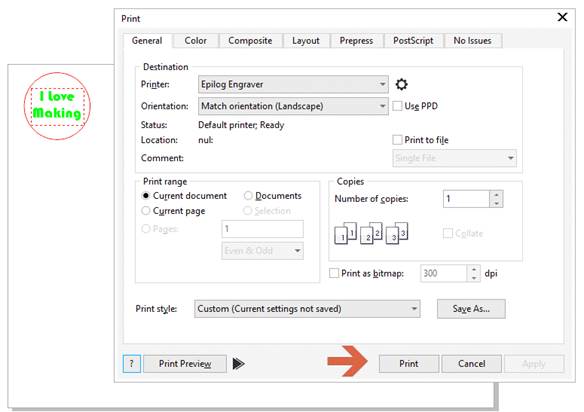 Print
General Color Composite Layout Prepress PostScript No Issues
Destination
Printer: Epilog Engraver
Orientation: Match orientation (Landscape) Use PPD
Status: Default printer; Ready
Location: nul: Print to file
Comment: Single File
Print range
Current document Documents
Current page Selection
Pages: 1
Even & Odd
Copies
Number of copies: 1
1 1 2 2 3 3
Collate
Print as bitmap: 300 dpi
Print style: Custom (Current settings not saved) Save As...
? Print Preview Print Cancel Apply
I Love
Making